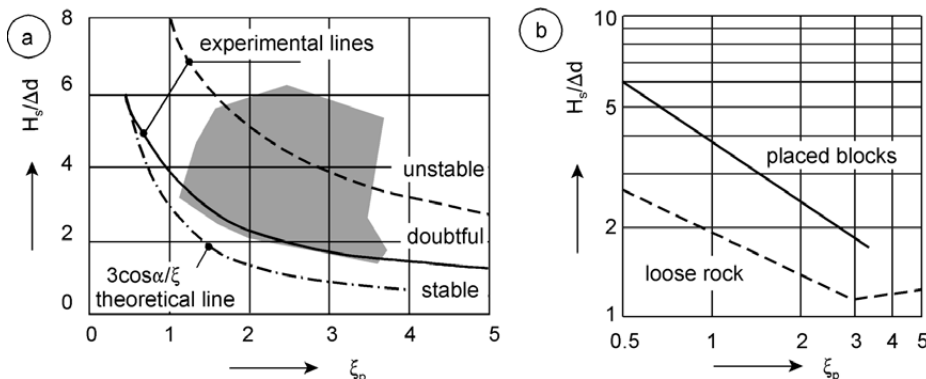 a
H_s/Δd
8
6
4
2
0
experimental lines
unstable
doubtful
stable
3cosα/ξ
theoretical line
0 1 2 3 4 5
ξ_p
b
H_s/Δd
10
5
2
1
placed blocks
loose rock
0.5 1 2 3 4 5
ξ_p